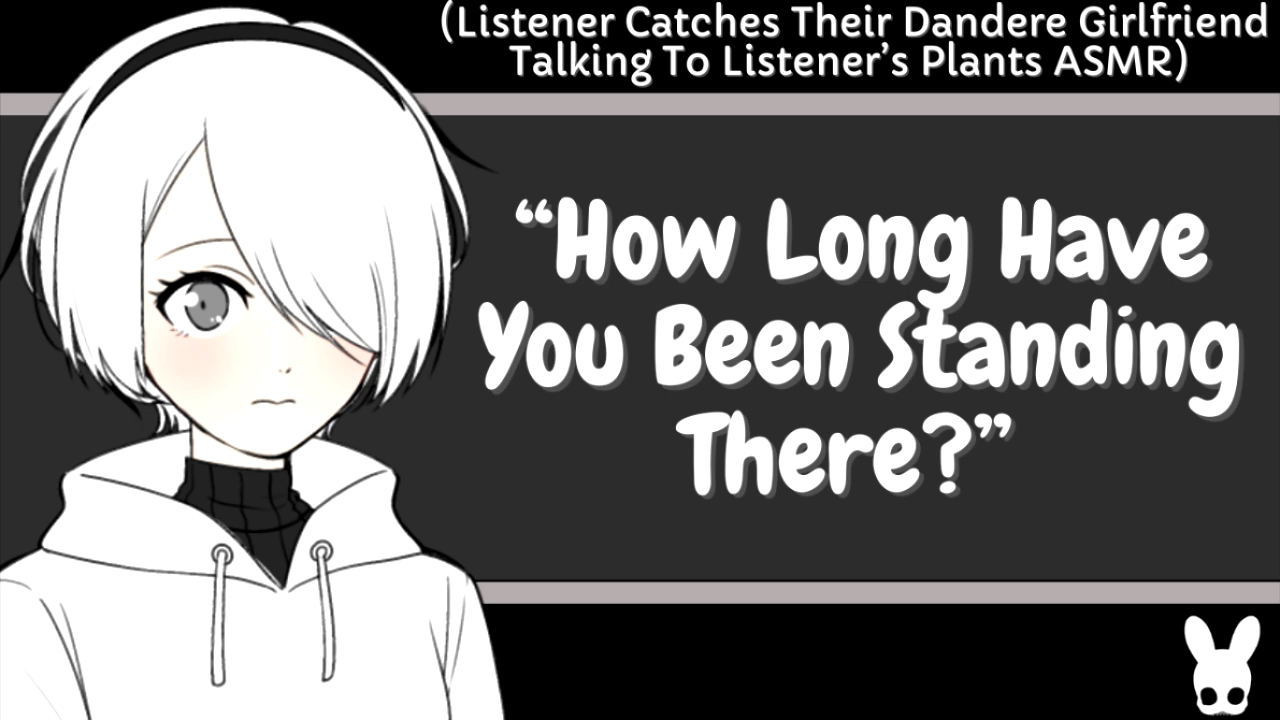 (Listener Catches Their Dandere Girlfriend
Talking To Listener’s Plants ASMR)
“How Long Have
You Been Standing
There?”